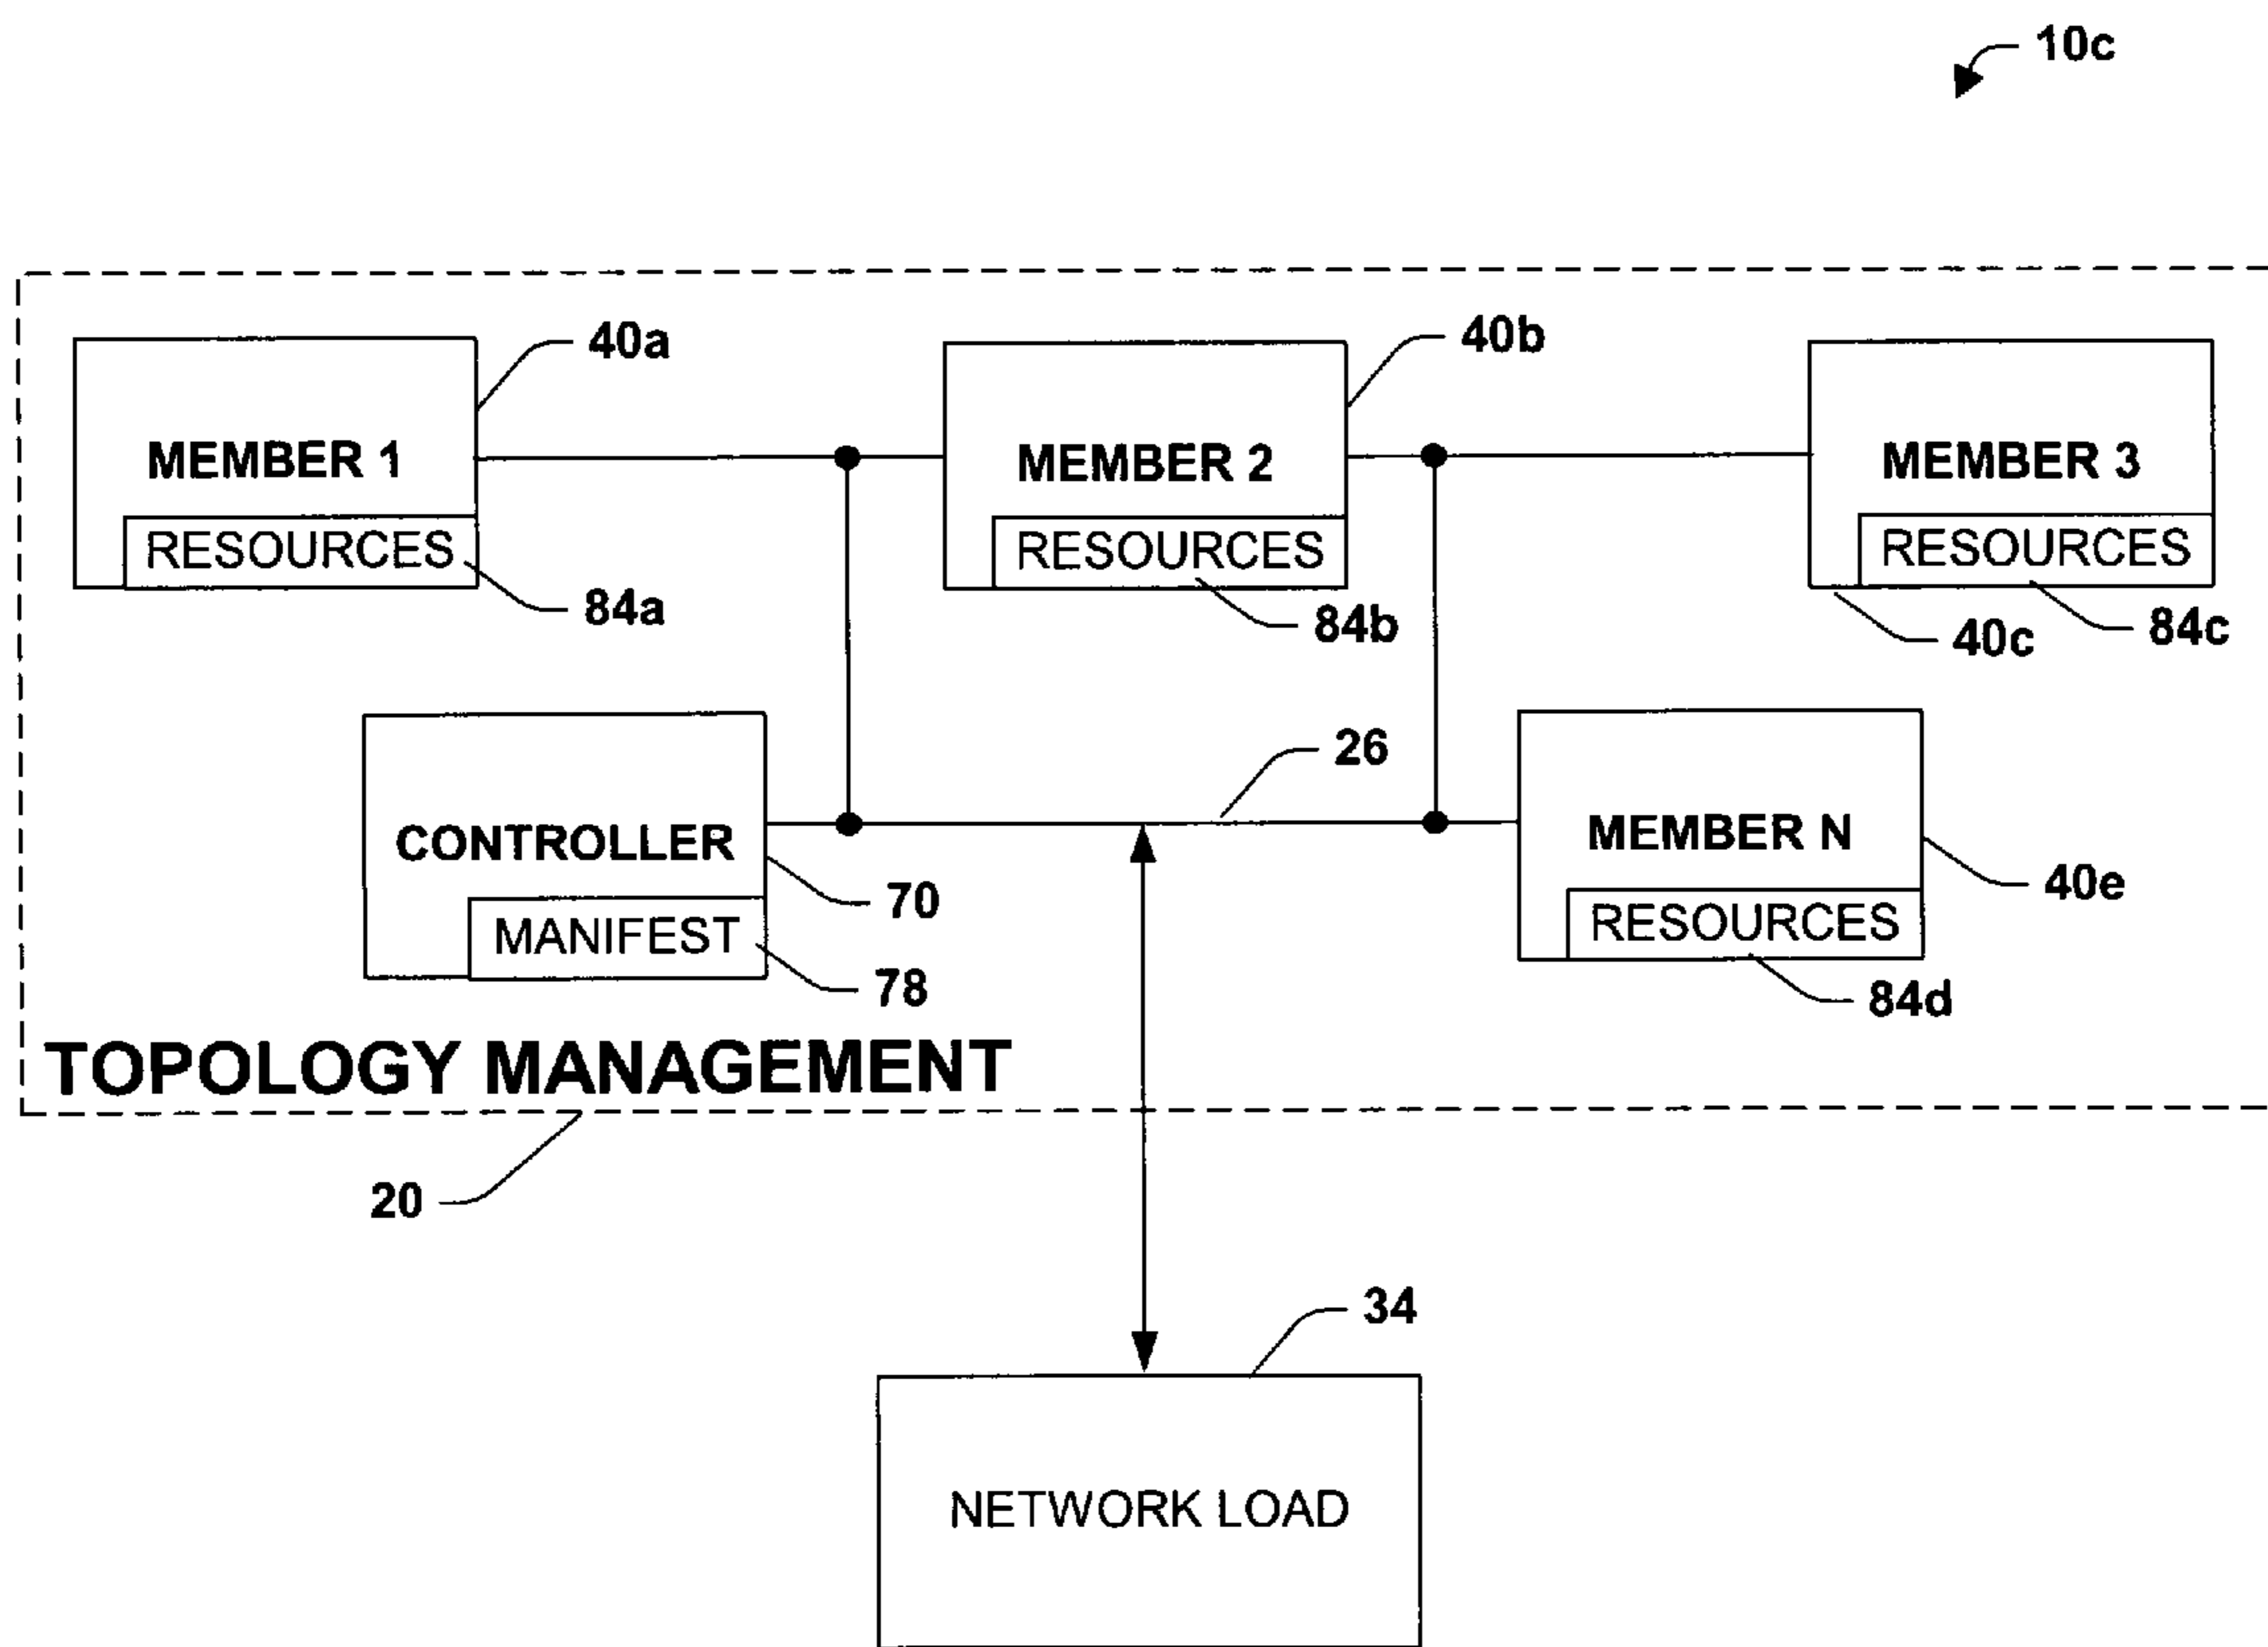 10c
40a
40b
MEMBER 1
MEMBER 2
MEMBER 3
RESOURCES
RESOURCES
RESOURCES
84a
84b
40c
84c
26
CONTROLLER
MEMBER N
70
40e
MANIFEST
RESOURCES
78
84d
TOPOLOGY MANAGEMENT
20
34
NETWORK LOAD